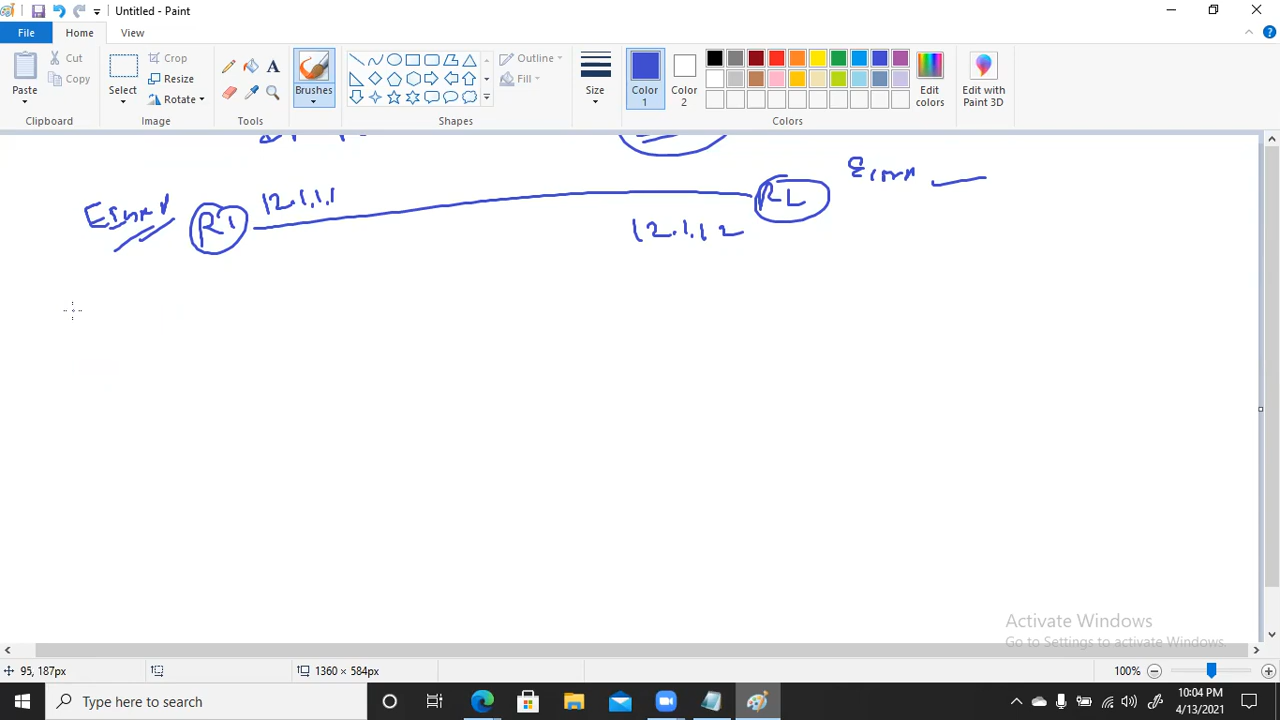 Untitled - Paint
File
Home
View
Paste
Cut
Copy
Clipboard
Select
Crop
Resize
Rotate
Image
Tools
Brushes
Shapes
Outline
Fill
Size
Color 1
Color 2
Edit colors
Colors
Edit with Paint 3D
R1
12.1.1.1
12.1.1.2
Activate Windows
Go to Settings to activate Windows.
95, 187px
1360 × 584px
100%
Type here to search
10:04 PM
4/13/2021